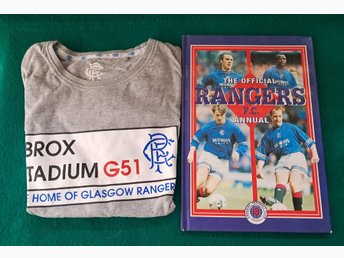 BROX
TADIUM G51
HOME OF GLASGOW RANGER
THE OFFICIAL
RANGERS
F.C.
ANNUAL